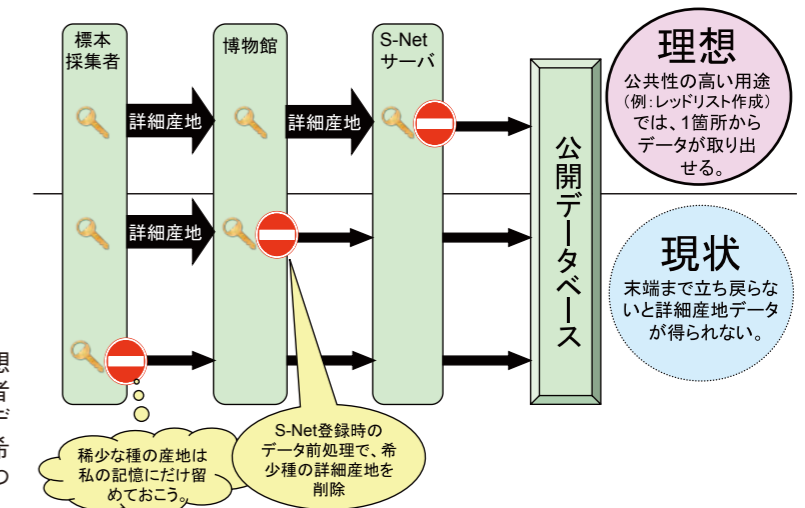 標本
採集者
博物館
S-Net
サーバ
詳細産地
詳細産地
公開データベース
理想
公共性の高い用途
（例：レッドリスト作成）
では、1箇所から
データが取り出
せる。
詳細産地
現状
末端まで立ち戻らな
いと詳細産地データ
が得られない。
稀少な種の産地は
私の記憶にだけ留
めておこう。
S-Net登録時の
データ前処理で、希
少種の詳細産地を
削除
想
者
デ
希
つ